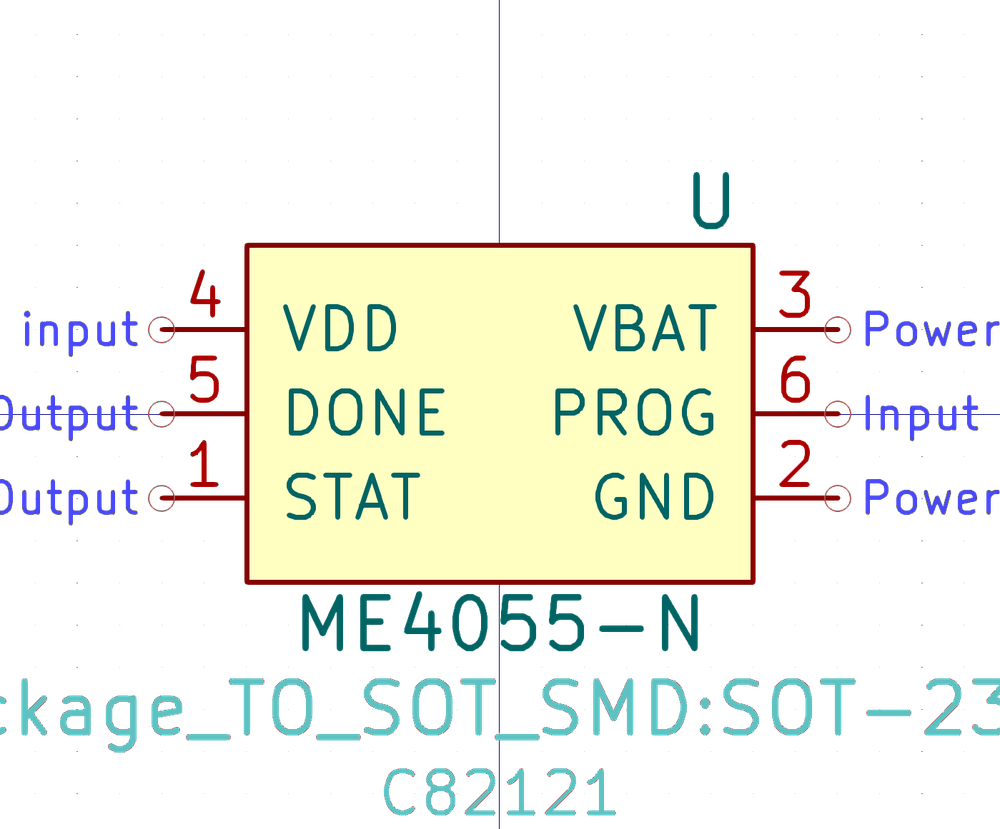 U
4 3
input VDD VBAT Power
5 6
Output DONE PROG Input
1 2
Output STAT GND Power
ME4055-N
ckage_TO_SOT_SMD:SOT-23
C82121